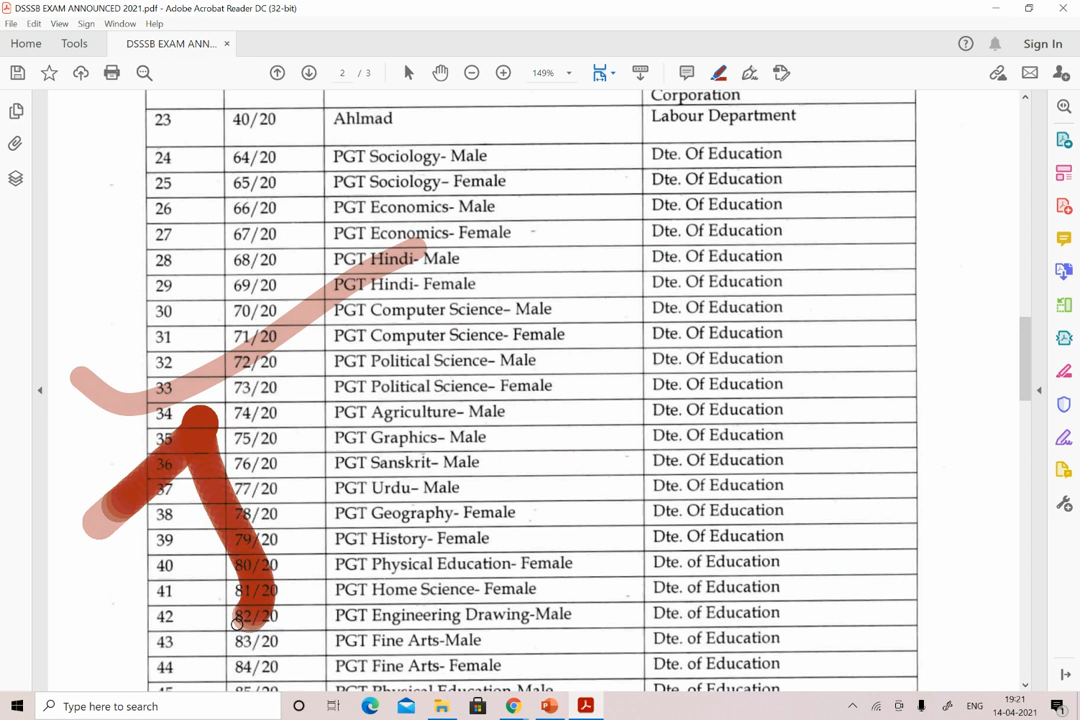 DSSSB EXAM ANNOUNCED 2021.pdf - Adobe Acrobat Reader DC (32-bit)
File Edit View Sign Window Help
Home Tools DSSSB EXAM ANN... × Sign In
2 / 3 149%
Corporation
23 40/20 Ahlmad Labour Department
24 64/20 PGT Sociology- Male Dte. Of Education
25 65/20 PGT Sociology– Female Dte. Of Education
26 66/20 PGT Economics- Male Dte. Of Education
27 67/20 PGT Economics- Female Dte. Of Education
28 68/20 PGT Hindi- Male Dte. Of Education
29 69/20 PGT Hindi- Female Dte. Of Education
30 70/20 PGT Computer Science- Male Dte. Of Education
31 71/20 PGT Computer Science- Female Dte. Of Education
32 72/20 PGT Political Science- Male Dte. Of Education
33 73/20 PGT Political Science- Female Dte. Of Education
34 74/20 PGT Agriculture– Male Dte. Of Education
35 75/20 PGT Graphics– Male Dte. Of Education
36 76/20 PGT Sanskrit– Male Dte. Of Education
37 77/20 PGT Urdu– Male Dte. Of Education
38 78/20 PGT Geography- Female Dte. Of Education
39 79/20 PGT History- Female Dte. Of Education
40 80/20 PGT Physical Education- Female Dte. of Education
41 81/20 PGT Home Science- Female Dte. of Education
42 82/20 PGT Engineering Drawing-Male Dte. of Education
43 83/20 PGT Fine Arts-Male Dte. of Education
44 84/20 PGT Fine Arts- Female Dte. of Education
45 85/20 PGT Physical Education-Male Dte. of Education
Type here to search ENG 19:21
14-04-2021